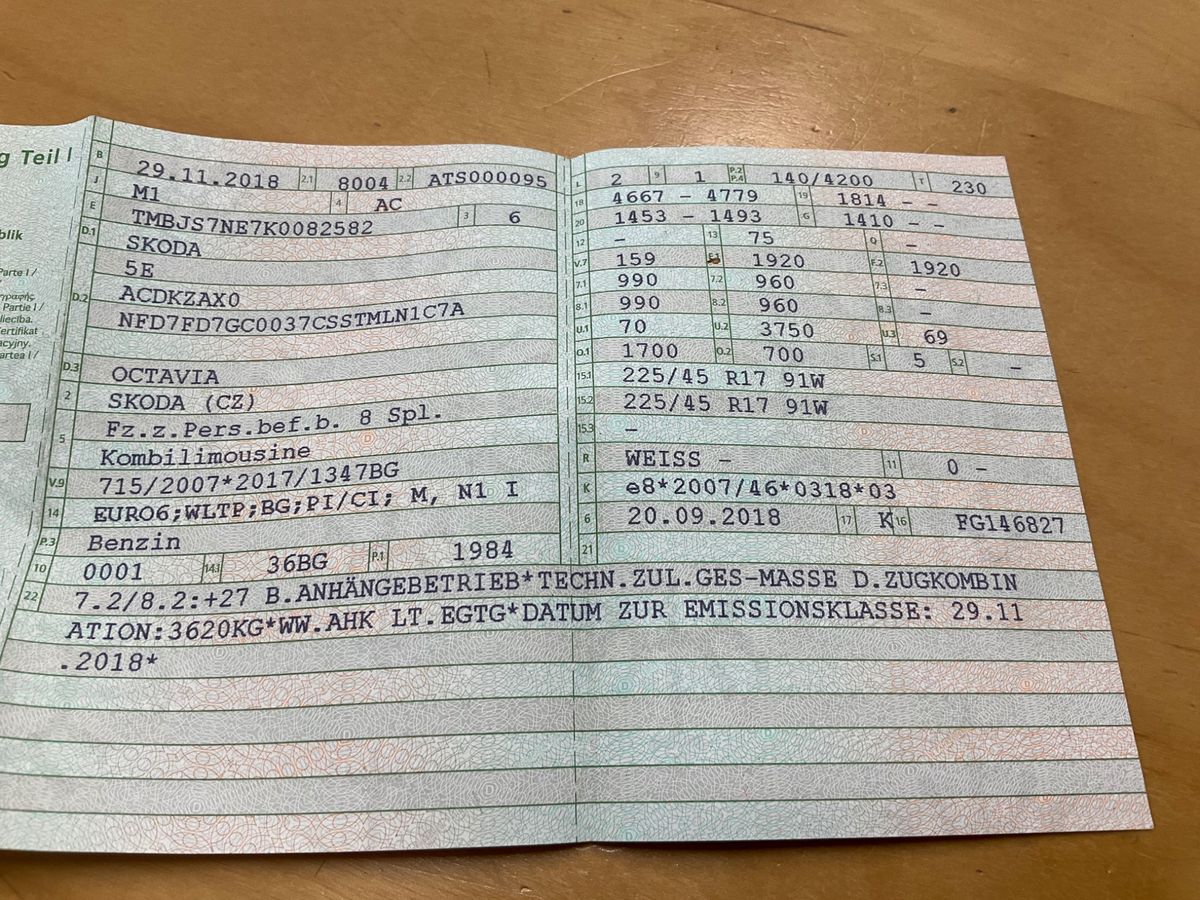 g Teil I
blik
Parte I /
Partie I /
liecība.
Certifikat
acyjny.
artea I /
B 29.11.2018 2.1 8004 2.2 ATS000095
J M1 4 AC
E TMBJS7NE7K0082582 3 6
D.1 SKODA
5E
D.2 ACDKZAX0
NFD7FD7GC0037CSSTMLN1C7A
D.3 OCTAVIA
2 SKODA (CZ)
5 Fz.z.Pers.bef.b. 8 Spl.
Kombilimousine
V.9 715/2007*2017/1347BG
14 EURO6;WLTP;BG;PI/CI; M, N1 I
P.3 Benzin
10 0001 14.1 36BG P.1 1984
L 2 9 1 P.2 P.4 140/4200 T 230
18 4667 - 4779 19 1814 - -
20 1453 - 1493 G 1410 - -
12 - 13 75 Q -
V.7 159 F.1 1920 F.2 1920
7.1 990 7.2 960 7.3 -
8.1 990 8.2 960 8.3 -
U.1 70 U.2 3750 U.3 69
O.1 1700 O.2 700 S.1 5 S.2 -
15.1 225/45 R17 91W
15.2 225/45 R17 91W
15.3 -
R WEISS - 11 0 -
K e8*2007/46*0318*03
6 20.09.2018 17 K 16 FG146827
21
22 7.2/8.2:+27 B.ANHÄNGEBETRIEB*TECHN.ZUL.GES-MASSE D.ZUGKOMBIN
ATION:3620KG*WW.AHK LT.EGTG*DATUM ZUR EMISSIONSKLASSE: 29.11
.2018*